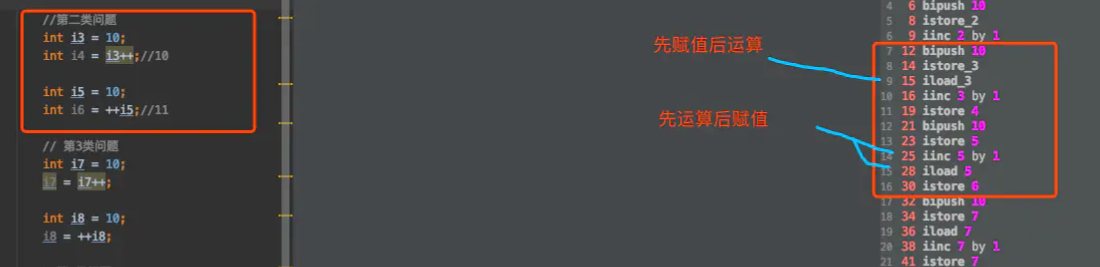 //第二类问题
int i3 = 10;
int i4 = i3++;//10
int i5 = 10;
int i6 = ++i5;//11
// 第3类问题
int i7 = 10;
i7 = i7++;
int i8 = 10;
i8 = ++i8;
先赋值后运算
先运算后赋值
4 6 bipush 10
5 8 istore_2
6 9 iinc 2 by 1
7 12 bipush 10
8 14 istore_3
9 15 iload_3
10 16 iinc 3 by 1
11 19 istore 4
12 21 bipush 10
13 23 istore 5
14 25 iinc 5 by 1
15 28 iload 5
16 30 istore 6
17 32 bipush 10
18 34 istore 7
19 36 iload 7
20 38 iinc 7 by 1
21 41 istore 7